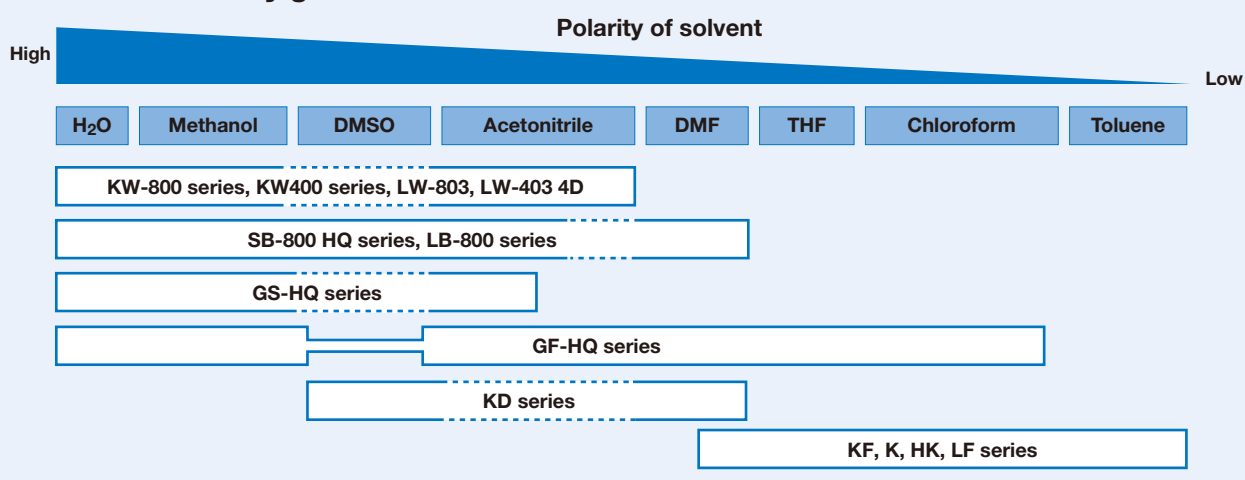 Polarity of solvent
High
Low
H₂O Methanol DMSO Acetonitrile DMF THF Chloroform Toluene
KW-800 series, KW400 series, LW-803, LW-403 4D
SB-800 HQ series, LB-800 series
GS-HQ series
GF-HQ series
KD series
KF, K, HK, LF series